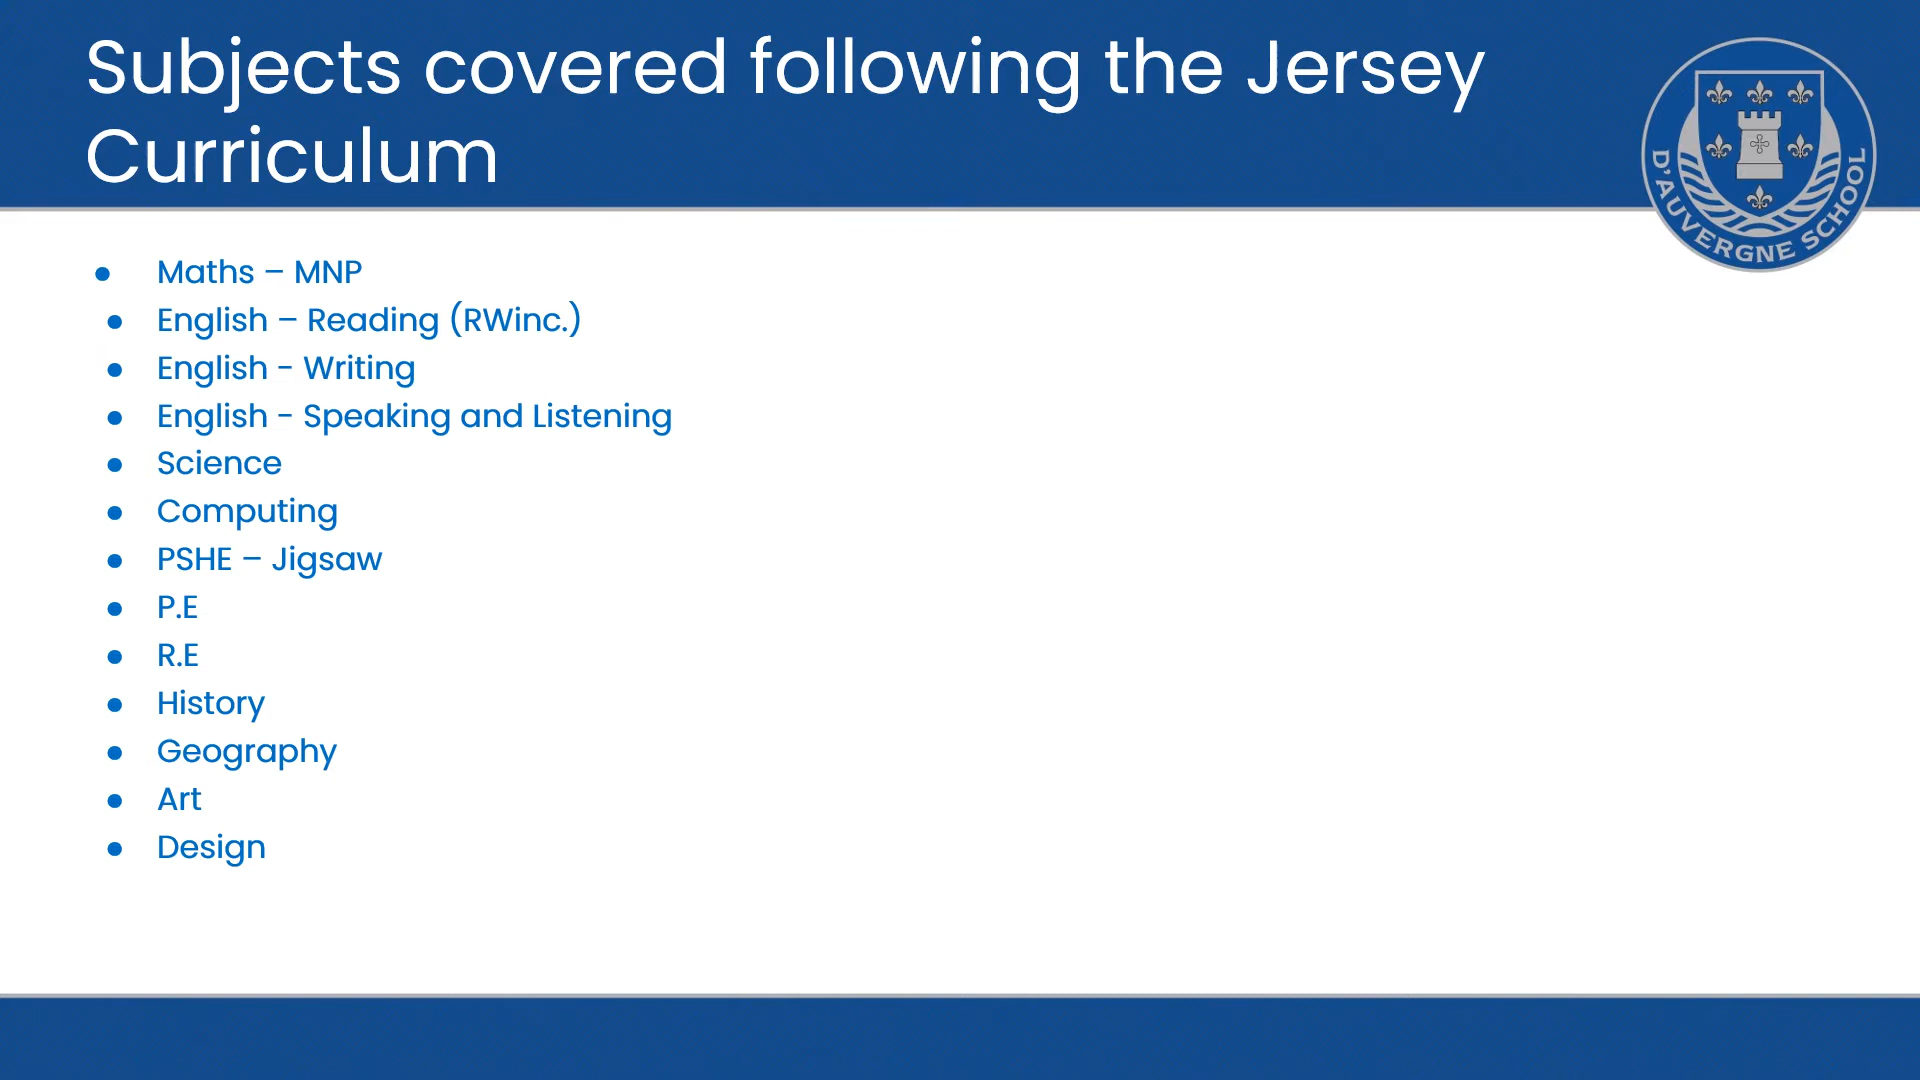 Subjects covered following the Jersey
Curriculum
D'AUVERGNE SCHOOL
● Maths – MNP
● English – Reading (RWinc.)
● English - Writing
● English - Speaking and Listening
● Science
● Computing
● PSHE – Jigsaw
● P.E
● R.E
● History
● Geography
● Art
● Design